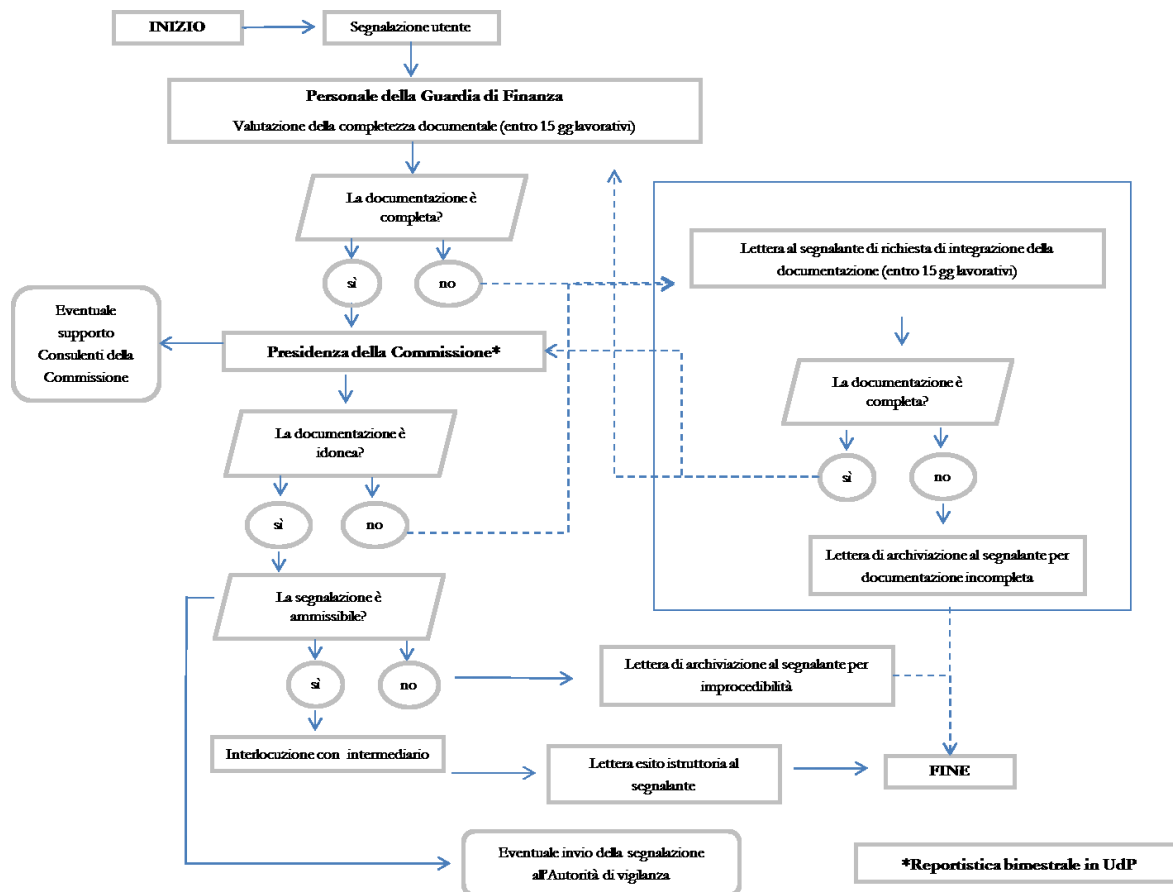 INIZIO
Segnalazione utente
Personale della Guardia di Finanza
Valutazione della completezza documentale (entro 15 gg lavorativi)
La documentazione è
completa?
sì
no
Lettera al segnalante di richiesta di integrazione della
documentazione (entro 15 gg lavorativi)
Eventuale
supporto
Consulenti della
Commissione
Presidenza della Commissione*
La documentazione è
completa?
sì
no
La documentazione è
idonea?
sì
no
Lettera di archiviazione al segnalante per
documentazione incompleta
La segnalazione è
ammissibile?
sì
no
Lettera di archiviazione al segnalante per
improcedibilità
Interlocuzione con intermediario
Lettera esito istruttoria al
segnalante
FINE
Eventuale invio della segnalazione
all'Autorità di vigilanza
*Reportistica bimestrale in UdP